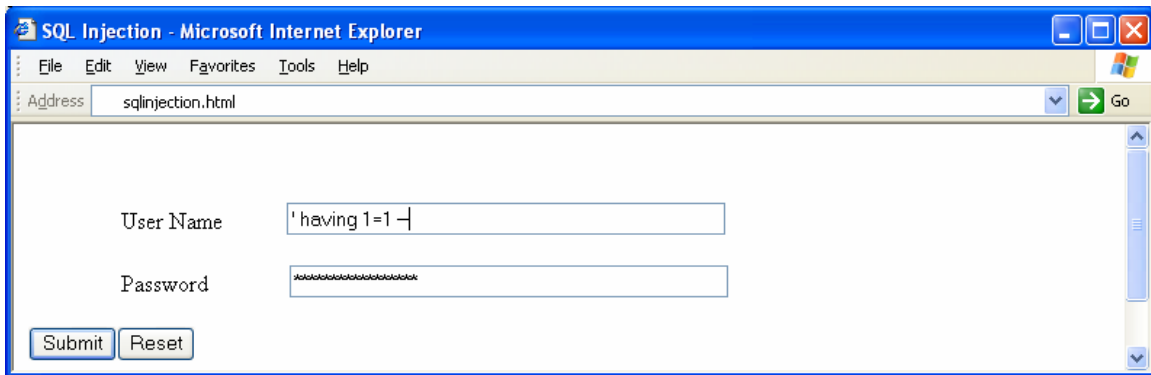 SQL Injection - Microsoft Internet Explorer
File Edit View Favorites Tools Help
Address sqlinjection.html Go
User Name ' having 1=1 --
Password *******************
Submit Reset